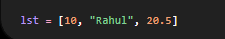 lst = [10, "Rahul", 20.5]